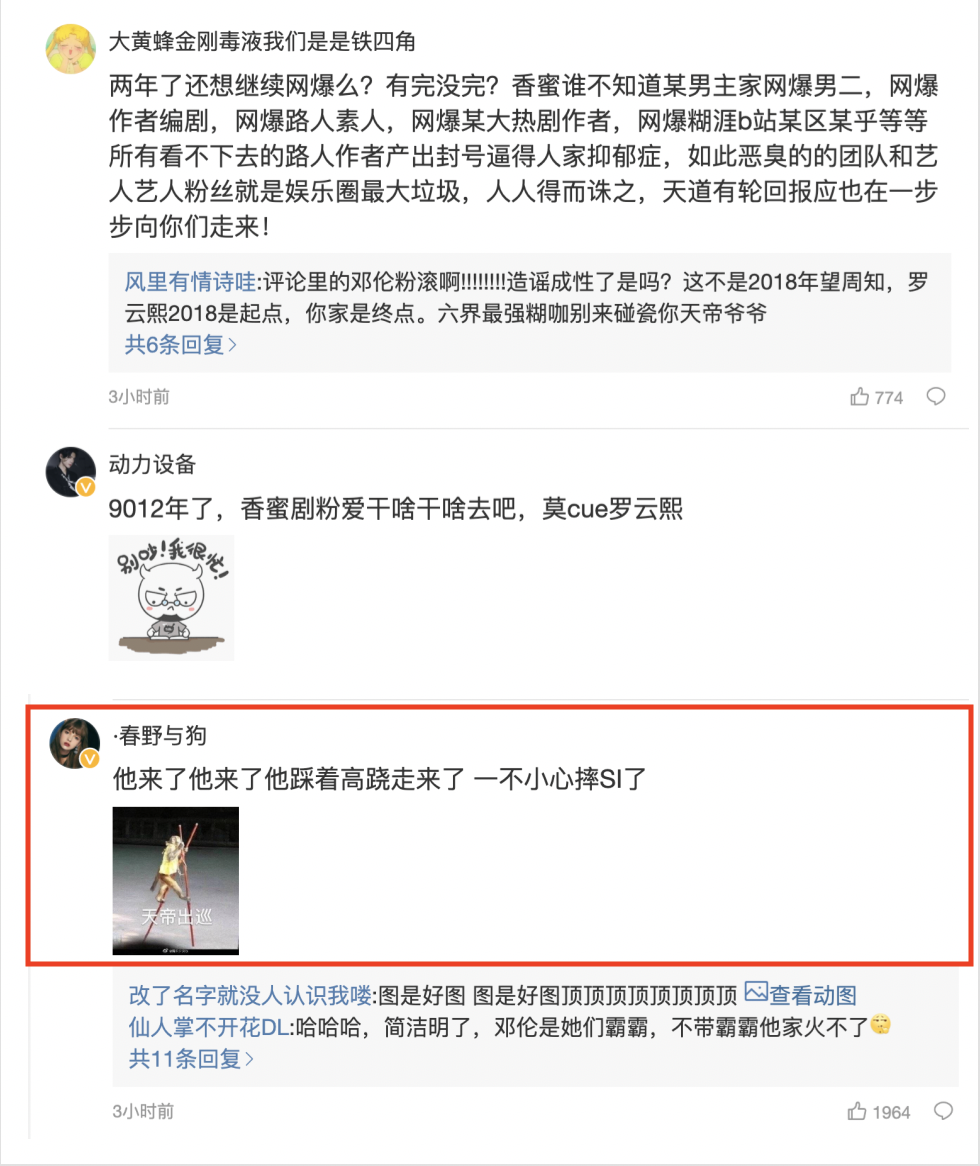 大黄蜂金刚毒液我们是是铁四角
两年了还想继续网爆么？有完没完？香蜜谁不知道某男主家网爆男二，网爆
作者编剧，网爆路人素人，网爆某大热剧作者，网爆糊涯b站某区某乎等等
所有看不下去的路人作者产出封号逼得人家抑郁症，如此恶臭的的团队和艺
人艺人粉丝就是娱乐圈最大垃圾，人人得而诛之，天道有轮回报应也在一步
步向你们走来！
风里有情诗哇:评论里的邓伦粉滚啊!!!!!!!!造谣成性了是吗？这不是2018年望周知，罗
云熙2018是起点，你家是终点。六界最强糊咖别来碰瓷你天帝爷爷
共6条回复>
3小时前
774
动力设备
9012年了，香蜜剧粉爱干啥干啥去吧，莫cue罗云熙
别吵!我很忙!
·春野与狗
他来了他来了他踩着高跷走来了 一不小心摔SI了
天帝出巡
改了名字就没人认识我喽:图是好图 图是好图顶顶顶顶顶顶顶顶 查看动图
仙人掌不开花DL:哈哈哈，简洁明了，邓伦是她们霸霸，不带霸霸他家火不了
共11条回复>
3小时前
1964